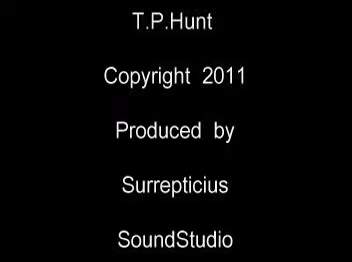 T.P.Hunt
Copyright 2011
Produced by
Surrepticius
SoundStudio